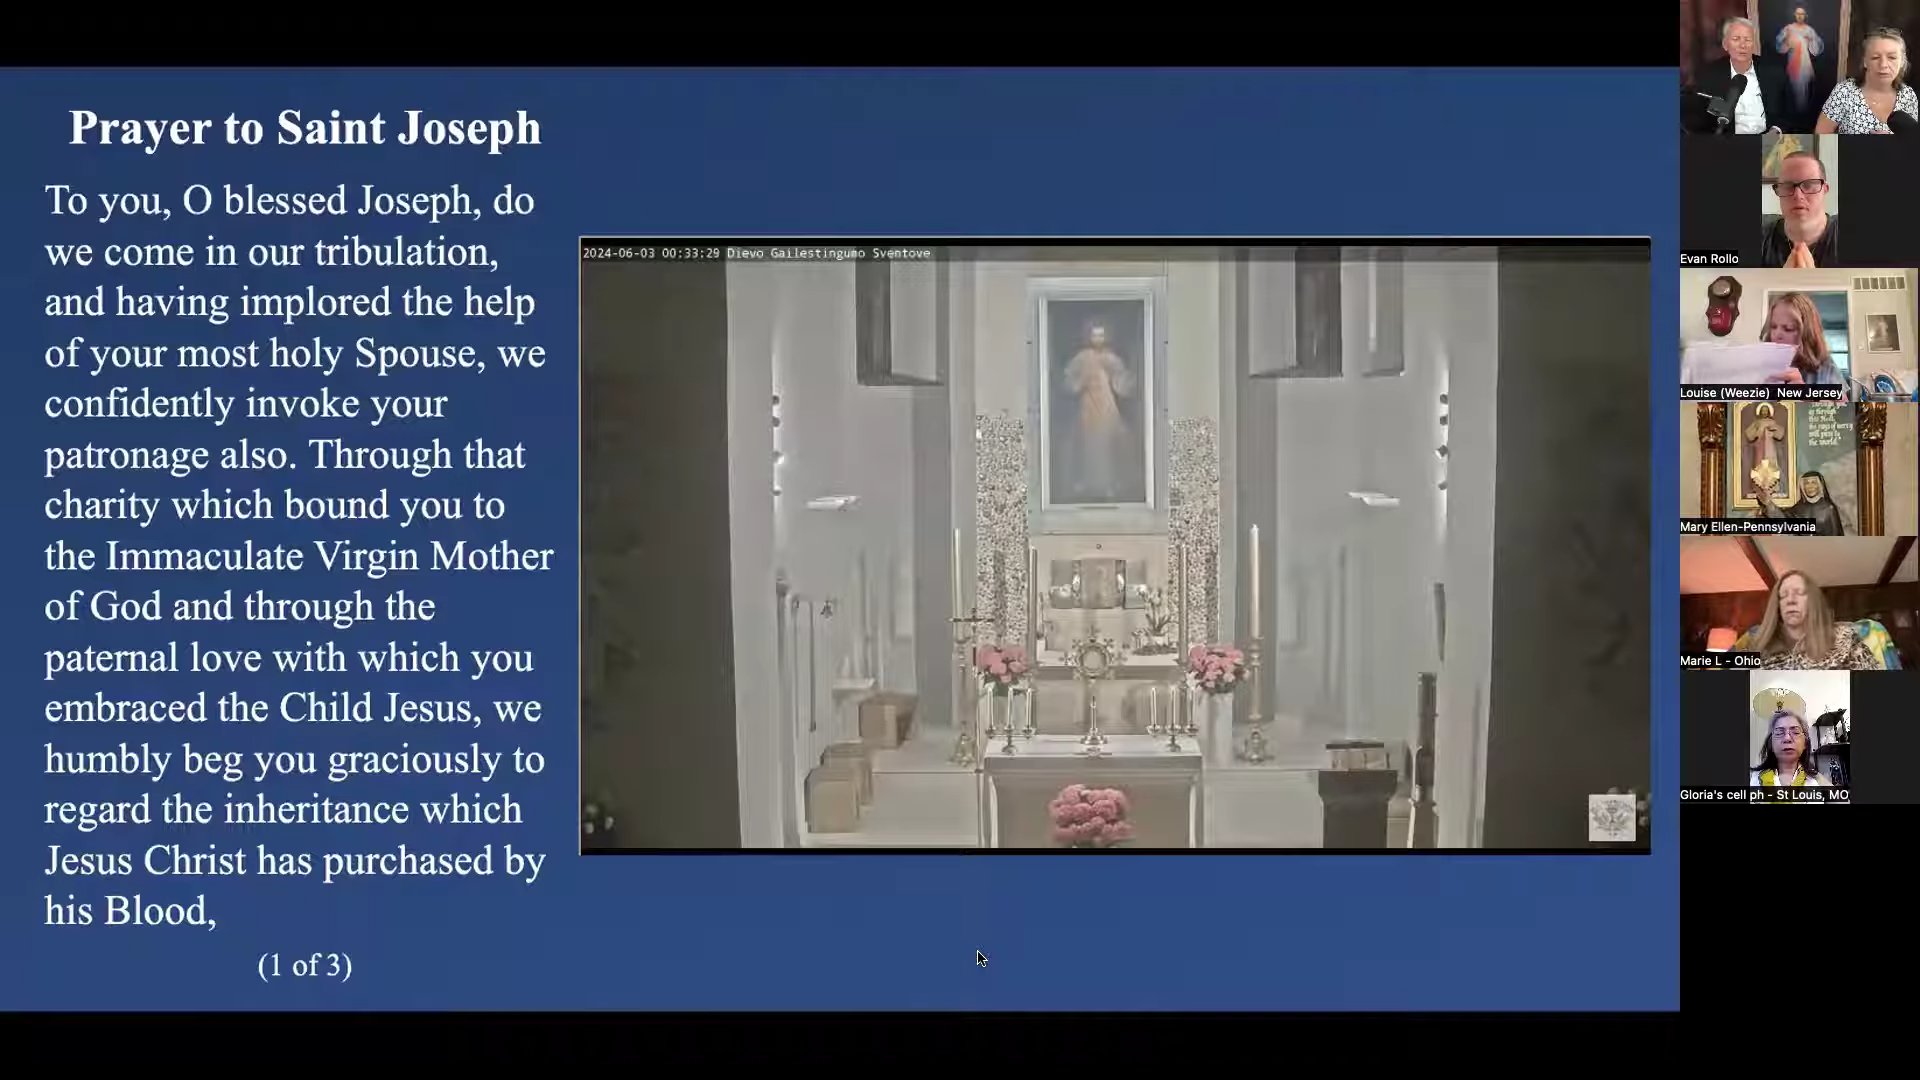 Prayer to Saint Joseph
To you, O blessed Joseph, do
we come in our tribulation,
and having implored the help
of your most holy Spouse, we
confidently invoke your
patronage also. Through that
charity which bound you to
the Immaculate Virgin Mother
of God and through the
paternal love with which you
embraced the Child Jesus, we
humbly beg you graciously to
regard the inheritance which
Jesus Christ has purchased by
his Blood,
(1 of 3)
2024-06-03 00:33:29 Dievo Gailestingumo Sventove
Evan Rollo
Louise (Weezie) New Jersey
Mary Ellen-Pennsylvania
Marie L - Ohio
Gloria's cell ph - St Louis, MO